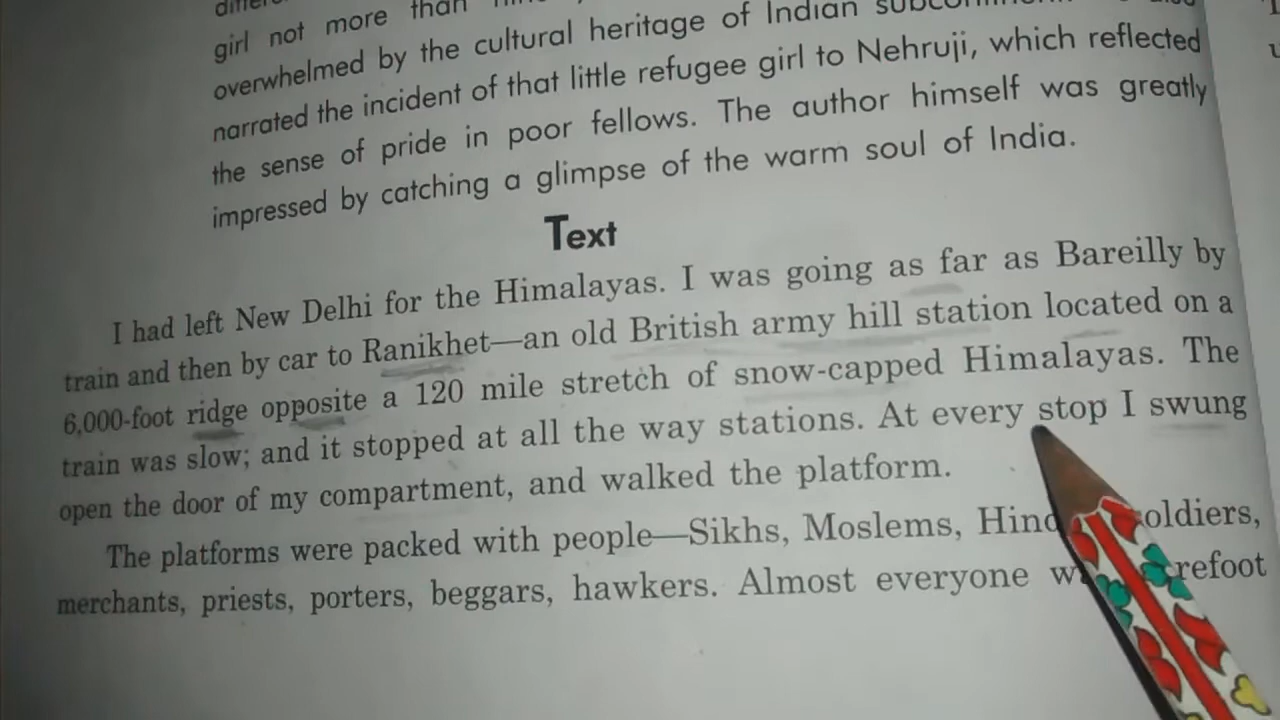 girl not more than
overwhelmed by the cultural heritage of Indian
narrated the incident of that little refugee girl to Nehruji, which reflected
the sense of pride in poor fellows. The author himself was greatly
impressed by catching a glimpse of the warm soul of India.
Text
I had left New Delhi for the Himalayas. I was going as far as Bareilly by
train and then by car to Ranikhet—an old British army hill station located on a
6,000-foot ridge opposite a 120 mile stretch of snow-capped Himalayas. The
train was slow; and it stopped at all the way stations. At every stop I swung
open the door of my compartment, and walked the platform.
The platforms were packed with people—Sikhs, Moslems,
merchants, priests, porters, beggars, hawkers. Almost everyone